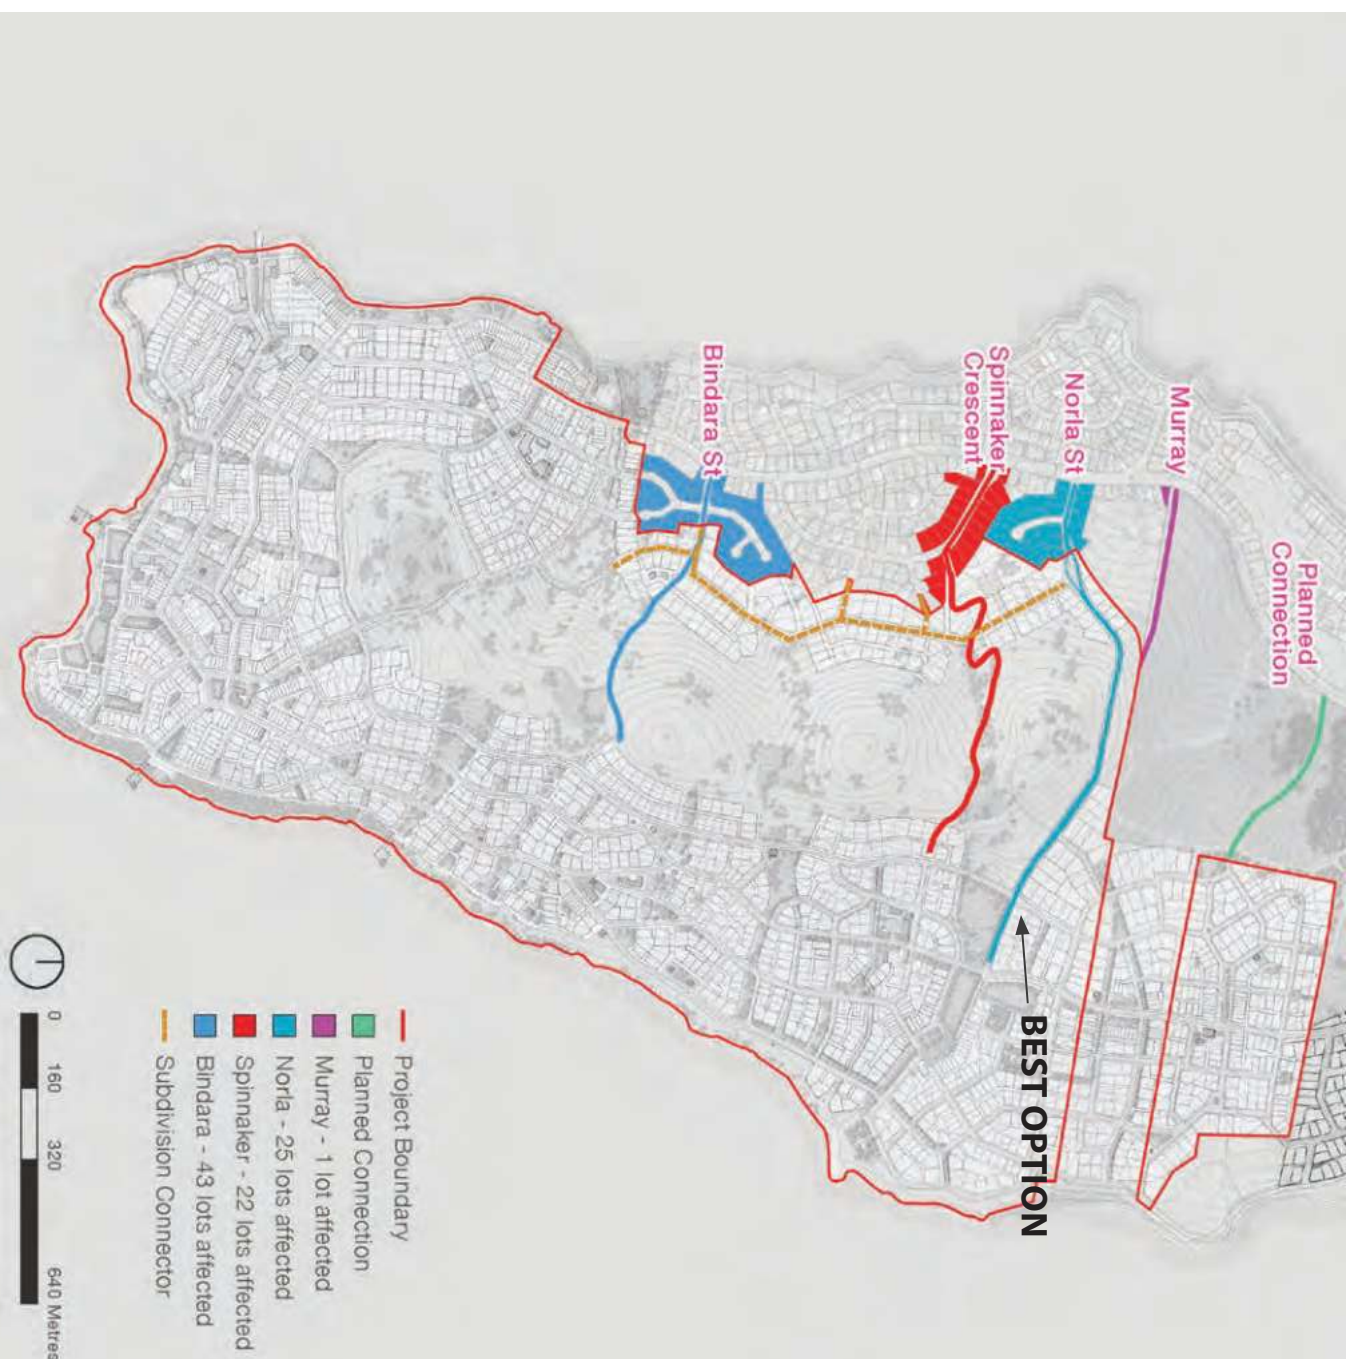 Planned
Connection
Murray
Norla St
Spinnaker
Crescent
Bindara St
BEST OPTION
Project Boundary
Planned Connection
Murray - 1 lot affected
Norla - 25 lots affected
Spinnaker - 22 lots affected
Bindara - 43 lots affected
Subdivision Connector
0 160 320 640 Metres